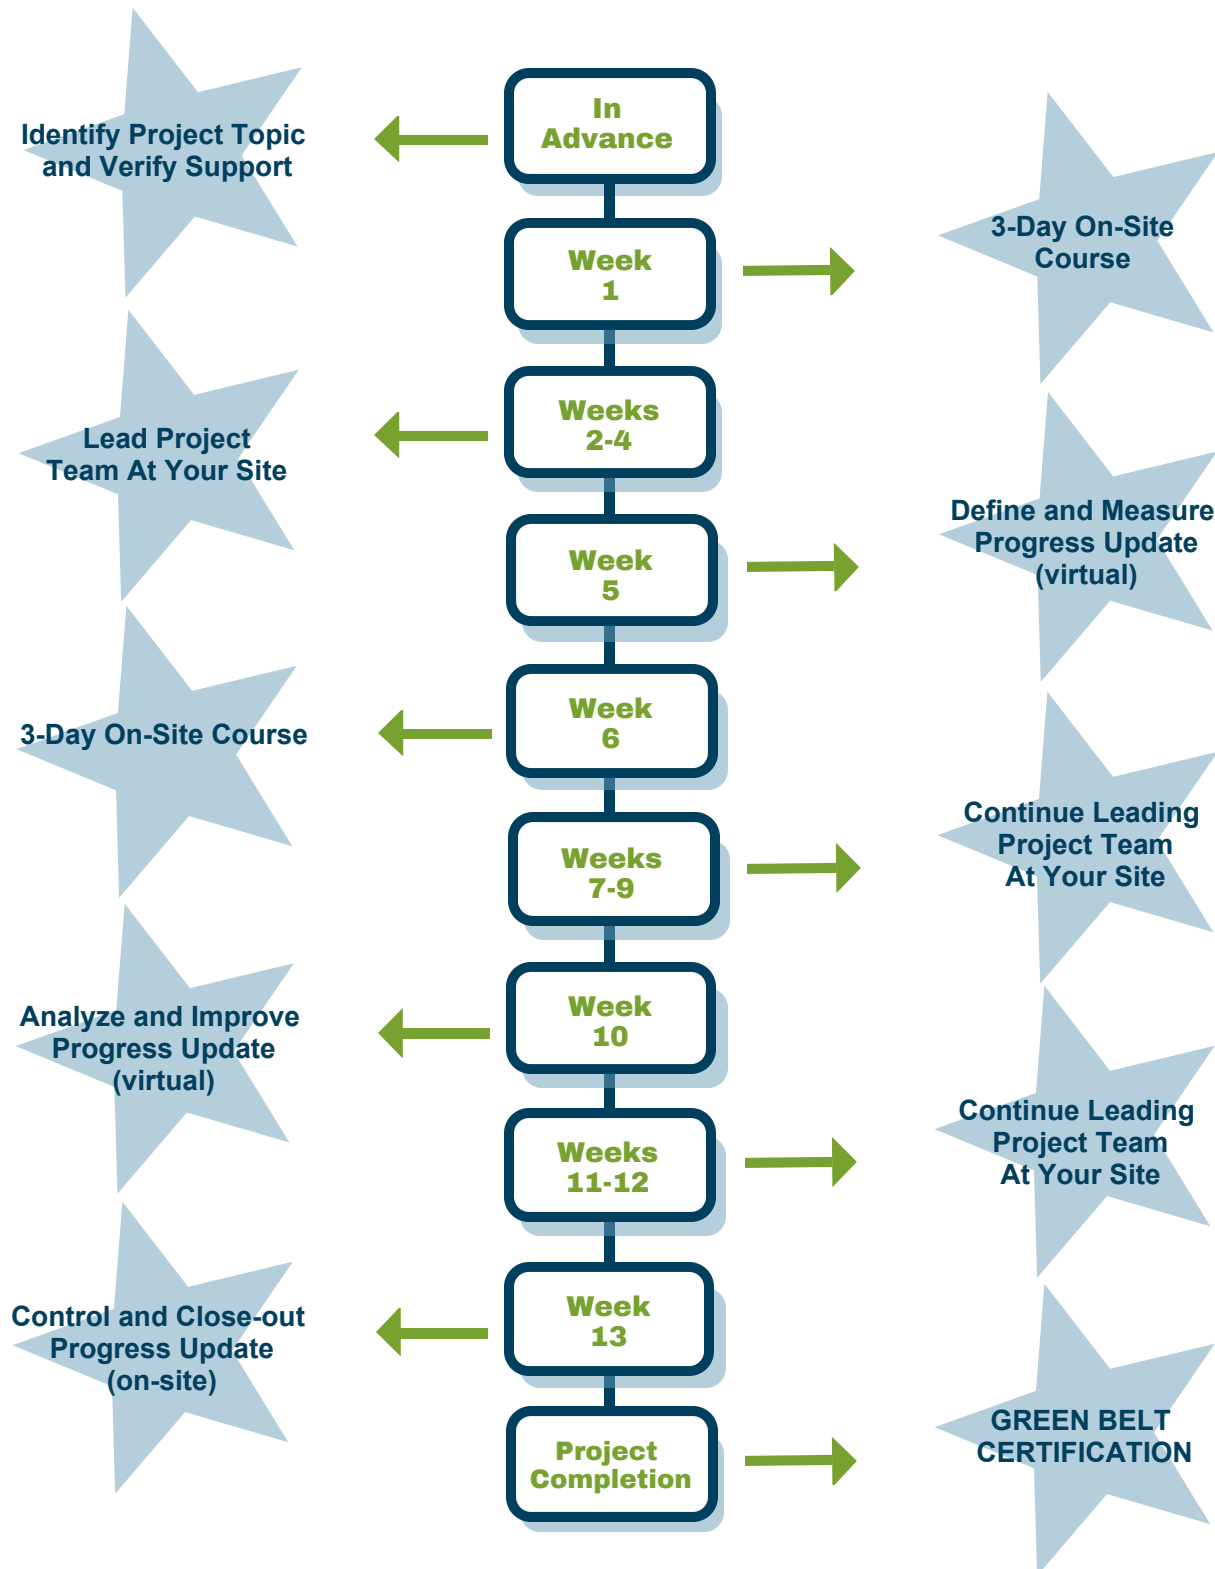 In
Advance
Identify Project Topic
and Verify Support
Week
1
3-Day On-Site
Course
Weeks
2-4
Lead Project
Team At Your Site
Week
5
Define and Measure
Progress Update
(virtual)
Week
6
3-Day On-Site Course
Weeks
7-9
Continue Leading
Project Team
At Your Site
Week
10
Analyze and Improve
Progress Update
(virtual)
Weeks
11-12
Continue Leading
Project Team
At Your Site
Week
13
Control and Close-out
Progress Update
(on-site)
Project
Completion
GREEN BELT
CERTIFICATION